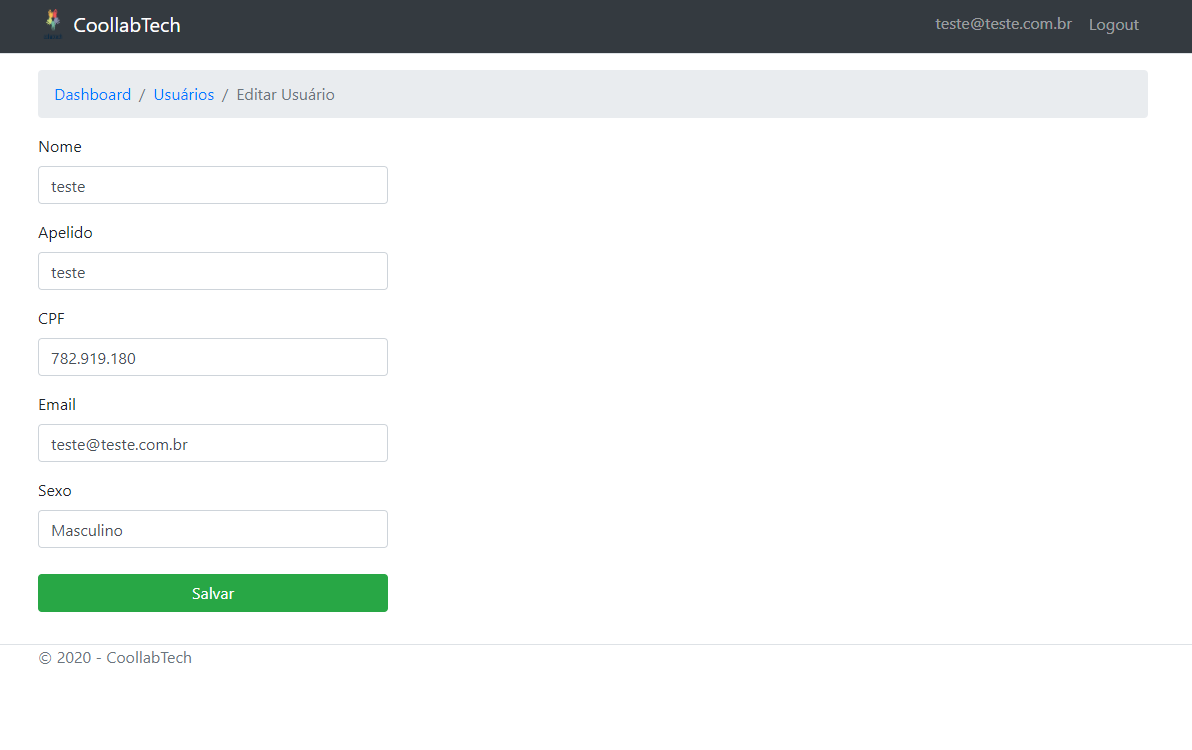 CoollabTech
teste@teste.com.br Logout
Dashboard / Usuários / Editar Usuário
Nome
teste
Apelido
teste
CPF
782.919.180
Email
teste@teste.com.br
Sexo
Masculino
Salvar
© 2020 - CoollabTech